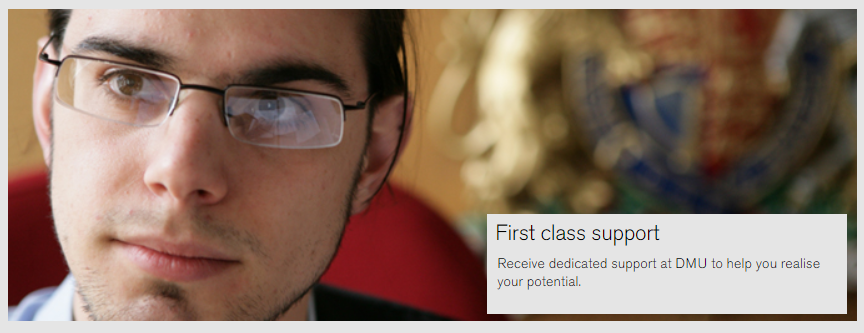 First class support
Receive dedicated support at DMU to help you realise
your potential.